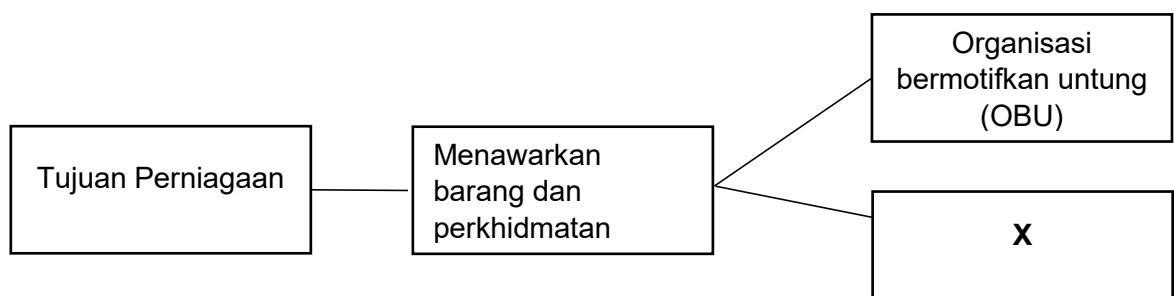 Tujuan Perniagaan
Menawarkan
barang dan
perkhidmatan
Organisasi
bermotifkan untung
(OBU)
X